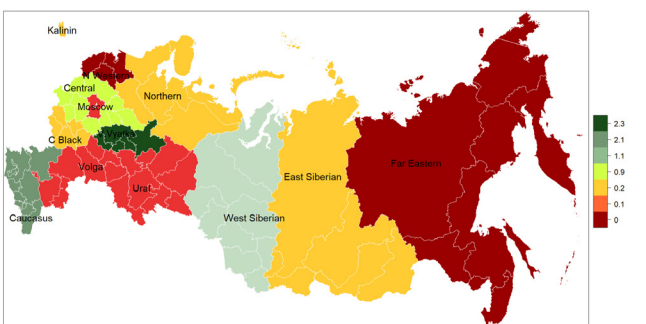 Kalinin
N Western
Central
Northern
Moscow
C Black
Vyatka
Volga
Ural
East Siberian
Far Eastern
West Siberian
Caucasus
2.3
2.1
1.1
0.9
0.2
0.1
0